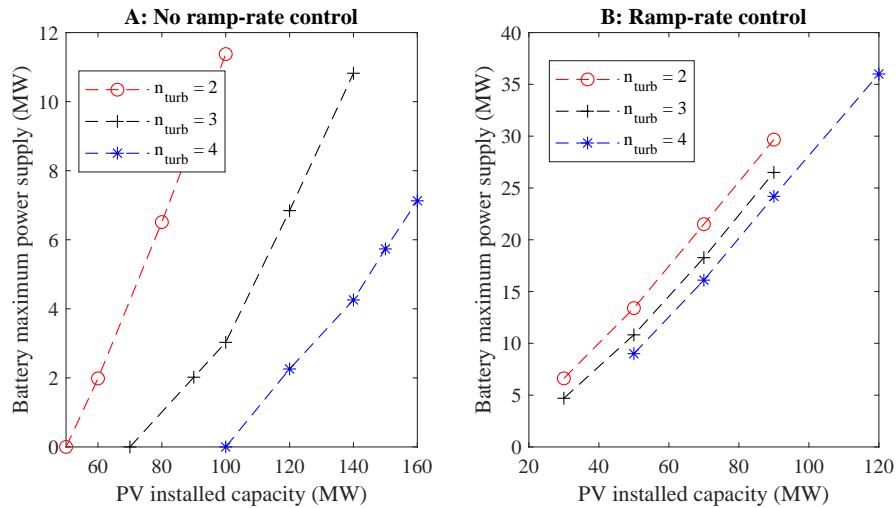 A: No ramp-rate control
Battery maximum power supply (MW)
12
10
8
6
4
2
0
n_turb = 2
n_turb = 3
n_turb = 4
60 80 100 120 140 160
PV installed capacity (MW)
B: Ramp-rate control
Battery maximum power supply (MW)
40
35
30
25
20
15
10
5
0
n_turb = 2
n_turb = 3
n_turb = 4
20 40 60 80 100 120
PV installed capacity (MW)